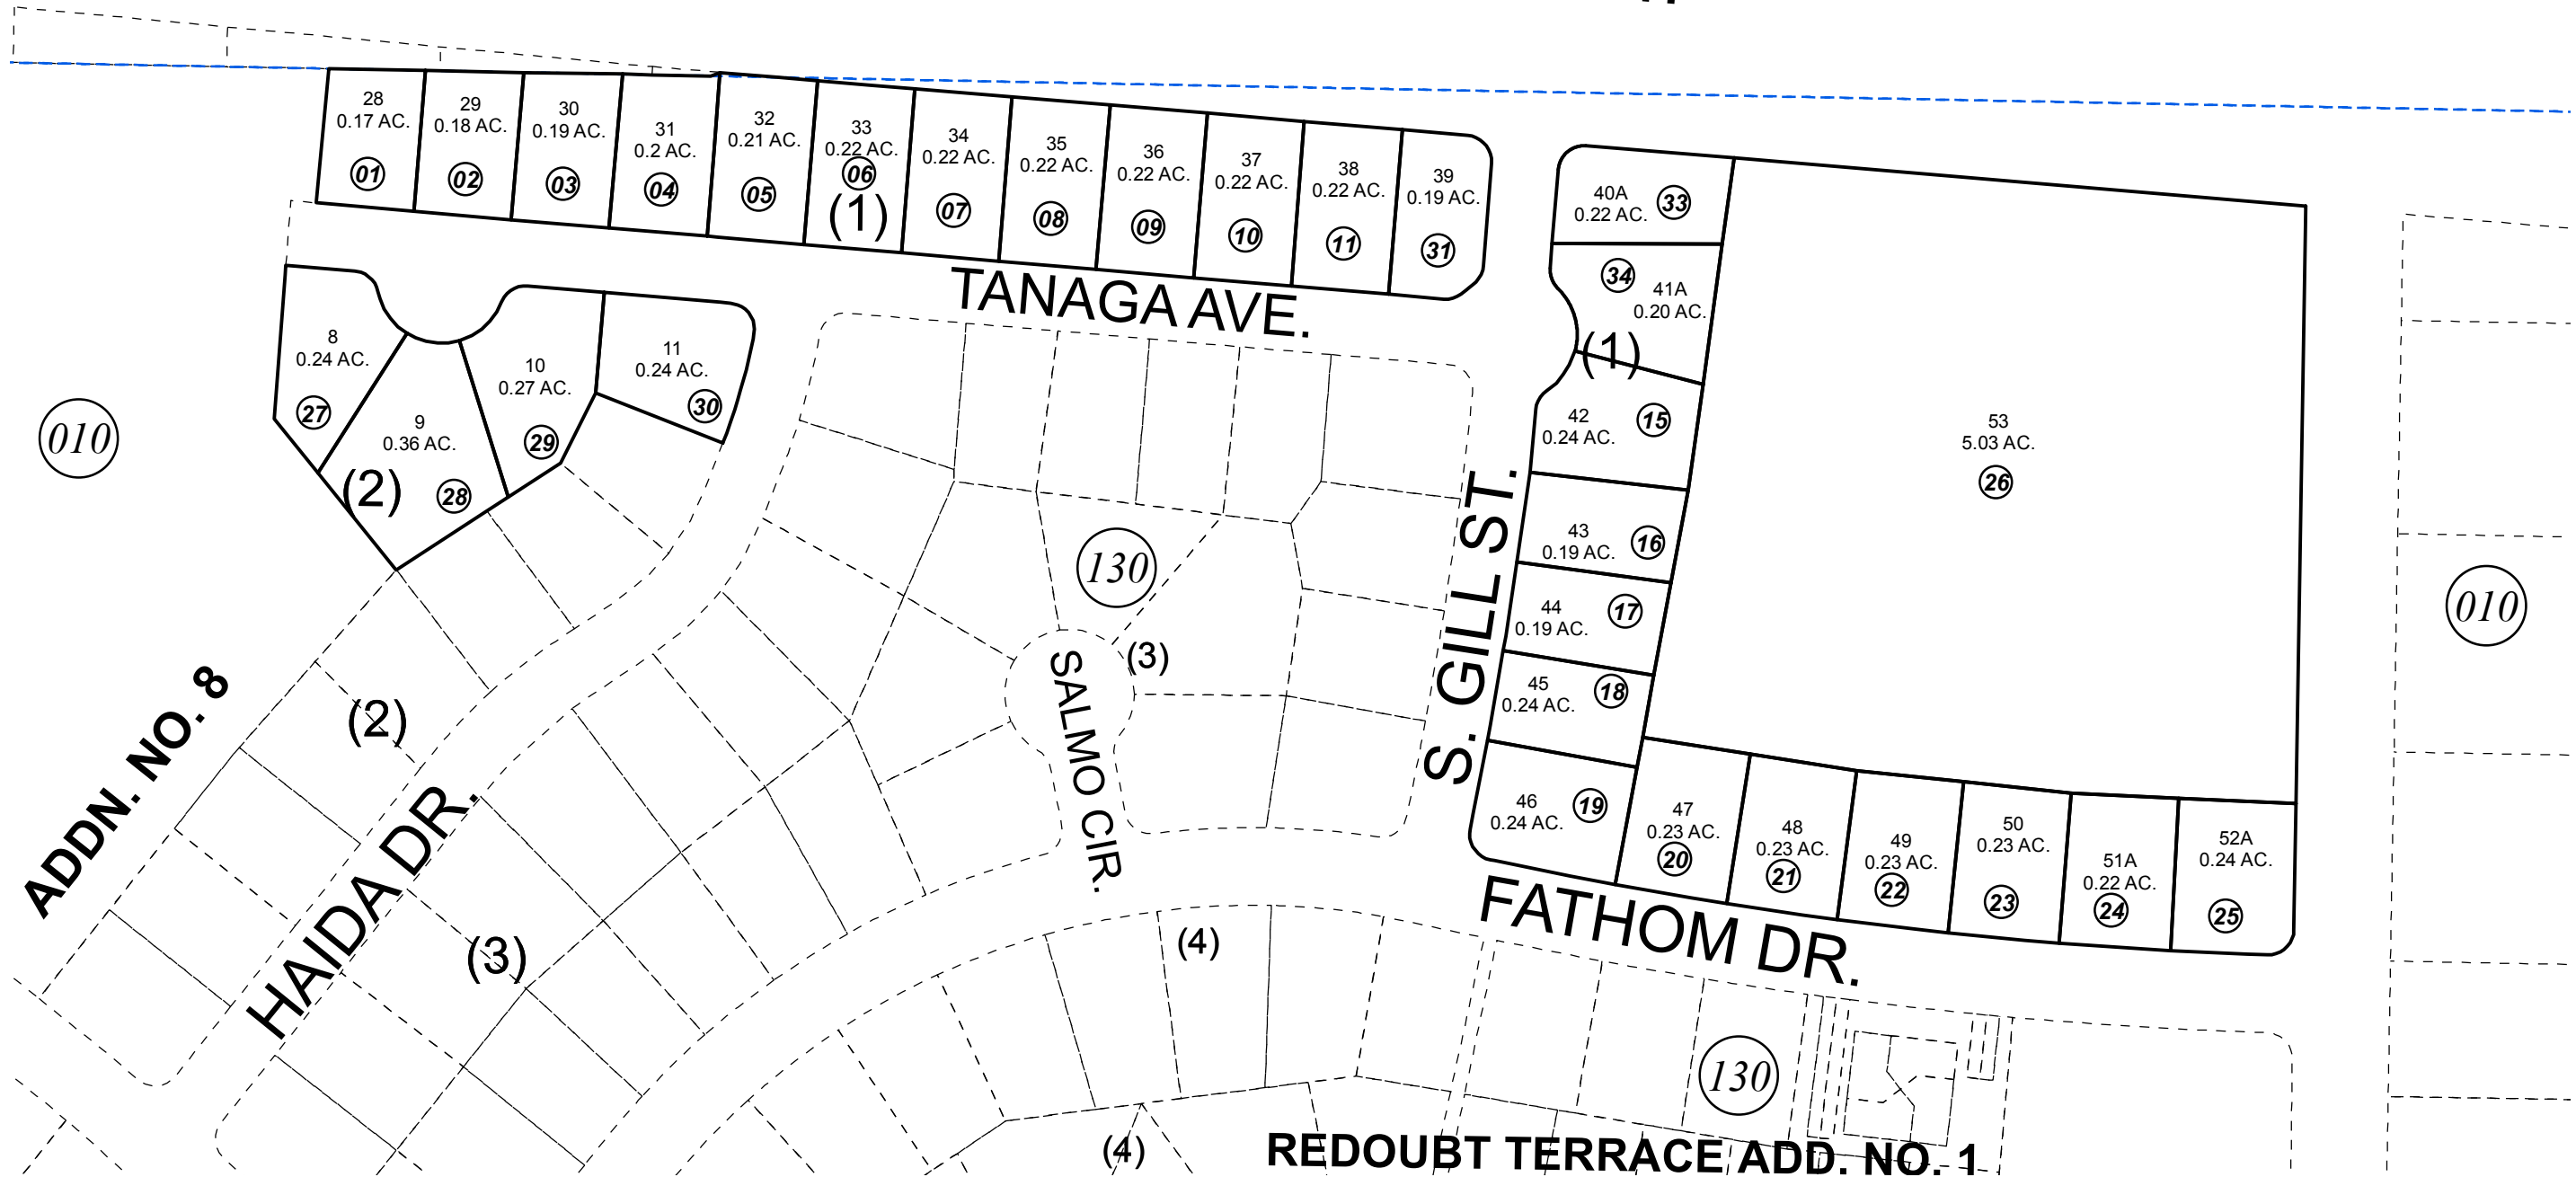 28
0.17 AC.
01
29
0.18 AC.
02
30
0.19 AC.
03
31
0.2 AC.
04
32
0.21 AC.
05
33
0.22 AC.
06
(1)
34
0.22 AC.
07
35
0.22 AC.
08
36
0.22 AC.
09
37
0.22 AC.
10
38
0.22 AC.
11
39
0.19 AC.
31
40A
0.22 AC.
33
34
41A
0.20 AC.
(1)
42
0.24 AC.
15
43
0.19 AC.
16
44
0.19 AC.
17
45
0.24 AC.
18
46
0.24 AC.
19
47
0.23 AC.
20
48
0.23 AC.
21
49
0.23 AC.
22
50
0.23 AC.
23
51A
0.22 AC.
24
52A
0.24 AC.
25
53
5.03 AC.
26
TANAGA AVE.
8
0.24 AC.
27
9
0.36 AC.
(2)
28
10
0.27 AC.
29
11
0.24 AC.
30
010
130
(3)
SALMO CIR.
S. GILL ST.
010
ADDN. NO. 8
(2)
HAIDA DR.
(3)
(4)
FATHOM DR.
130
(4)
REDOUBT TERRACE ADD. NO. 1